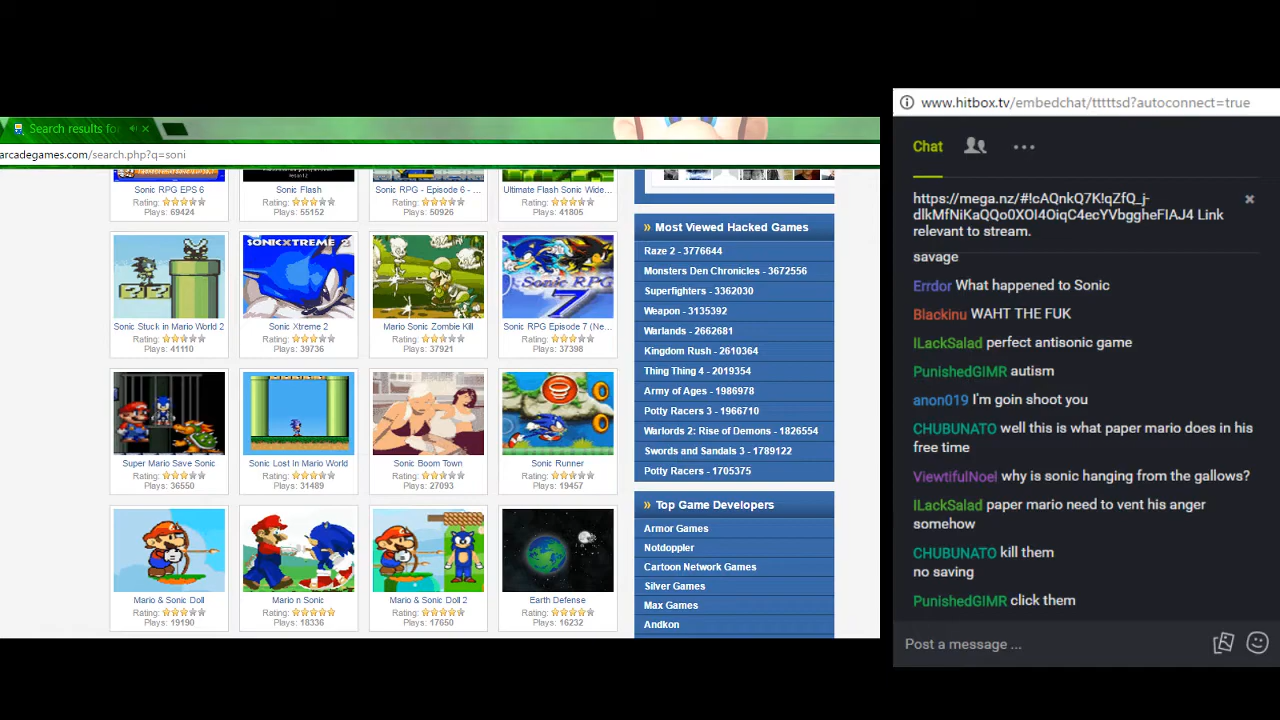 Search results fo
arcadegames.com/search.php?q=soni
Sonic RPG EPS 6
Rating:
Plays: 69424
Sonic Flash
Rating:
Plays: 55152
Sonic RPG - Episode 6 - ...
Rating:
Plays: 50926
Ultimate Flash Sonic Wide...
Rating:
Plays: 41805
SONICXTREME 2
Sonic RPG
7
Sonic Stuck in Mario World 2
Rating:
Plays: 41110
Sonic Xtreme 2
Rating:
Plays: 39736
Mario Sonic Zombie Kill
Rating:
Plays: 37921
Sonic RPG Episode 7 (Ne...
Rating:
Plays: 37398
Super Mario Save Sonic
Rating:
Plays: 36550
Sonic Lost In Mario World
Rating:
Plays: 31489
Sonic Boom Town
Rating:
Plays: 27093
Sonic Runner
Rating:
Plays: 19457
Mario & Sonic Doll
Rating:
Plays: 19190
Mario n Sonic
Rating:
Plays: 18336
Mario & Sonic Doll 2
Rating:
Plays: 17650
Earth Defense
Rating:
Plays: 16232
» Most Viewed Hacked Games
Raze 2 - 3776644
Monsters Den Chronicles - 3672556
Superfighters - 3362030
Weapon - 3135392
Warlands - 2662681
Kingdom Rush - 2610364
Thing Thing 4 - 2019354
Army of Ages - 1986978
Potty Racers 3 - 1966710
Warlords 2: Rise of Demons - 1826554
Swords and Sandals 3 - 1789122
Potty Racers - 1705375
» Top Game Developers
Armor Games
Notdoppler
Cartoon Network Games
Silver Games
Max Games
Andkon
www.hitbox.tv/embedchat/tttttsd?autoconnect=true
Chat
https://mega.nz/#!cAQnkQ7K!qZfQ_j-
dlkMfNiKaQQo0XOI4OiqC4ecYVbggheFIAJ4 Link
relevant to stream.
savage
Errdor What happened to Sonic
Blackinu WAHT THE FUK
ILackSalad perfect antisonic game
PunishedGIMR autism
anon019 I'm goin shoot you
CHUBUNATO well this is what paper mario does in his
free time
ViewtifulNoel why is sonic hanging from the gallows?
ILackSalad paper mario need to vent his anger
somehow
CHUBUNATO kill them
no saving
PunishedGIMR click them
Post a message ...